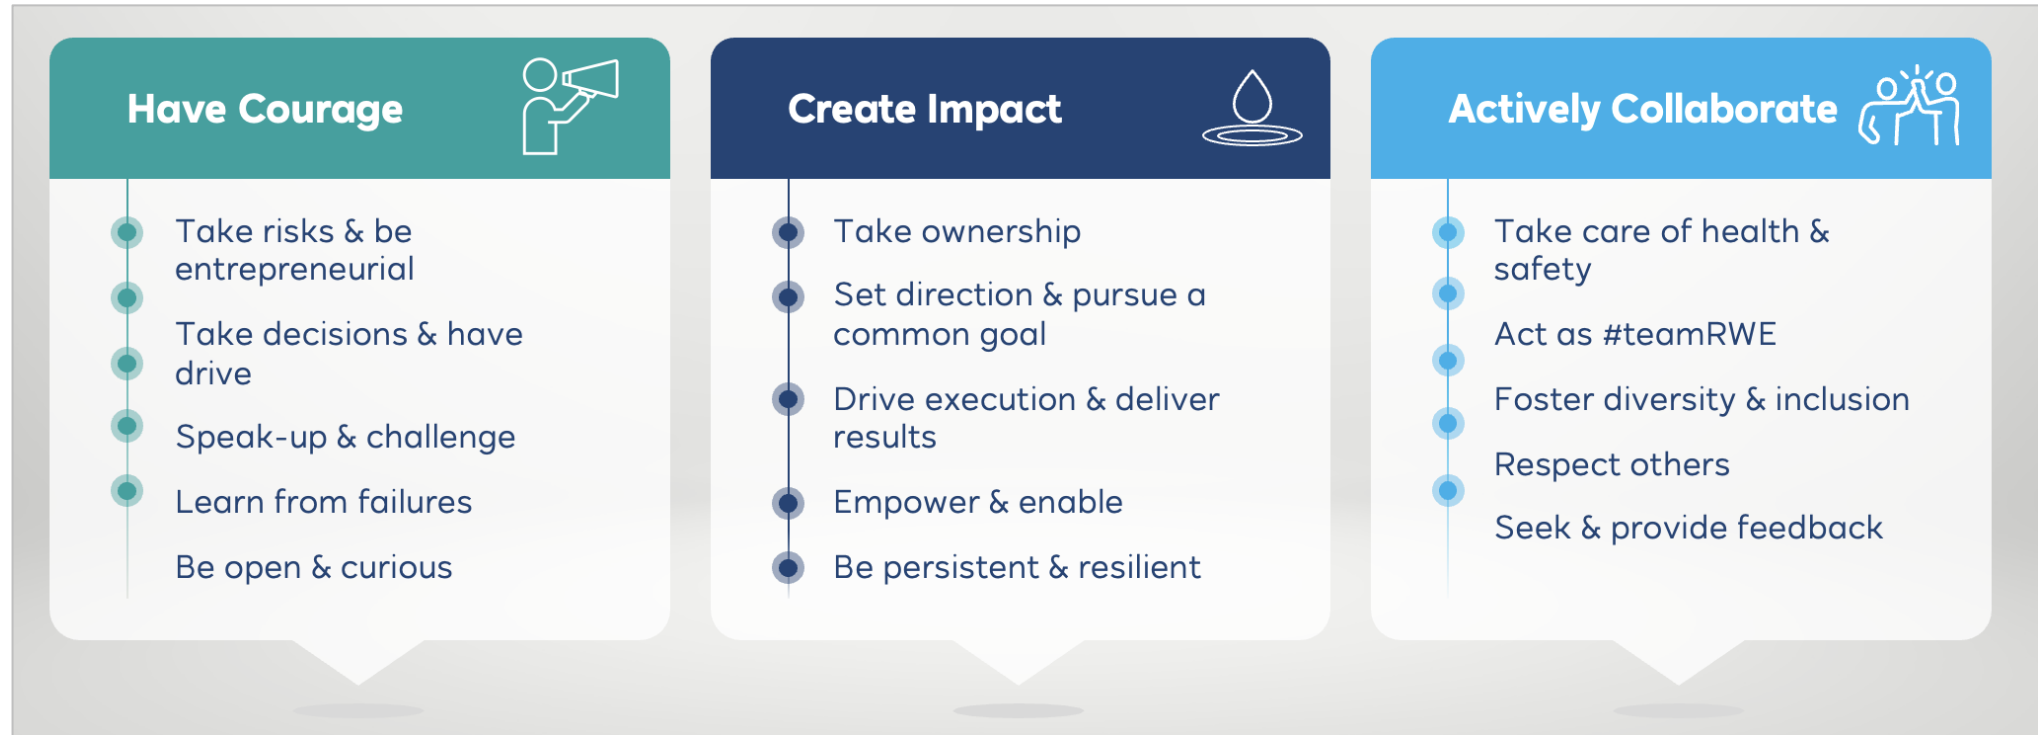 Have Courage
Take risks & be
entrepreneurial
Take decisions & have
drive
Speak-up & challenge
Learn from failures
Be open & curious
Create Impact
Take ownership
Set direction & pursue a
common goal
Drive execution & deliver
results
Empower & enable
Be persistent & resilient
Actively Collaborate
Take care of health &
safety
Act as #teamRWE
Foster diversity & inclusion
Respect others
Seek & provide feedback